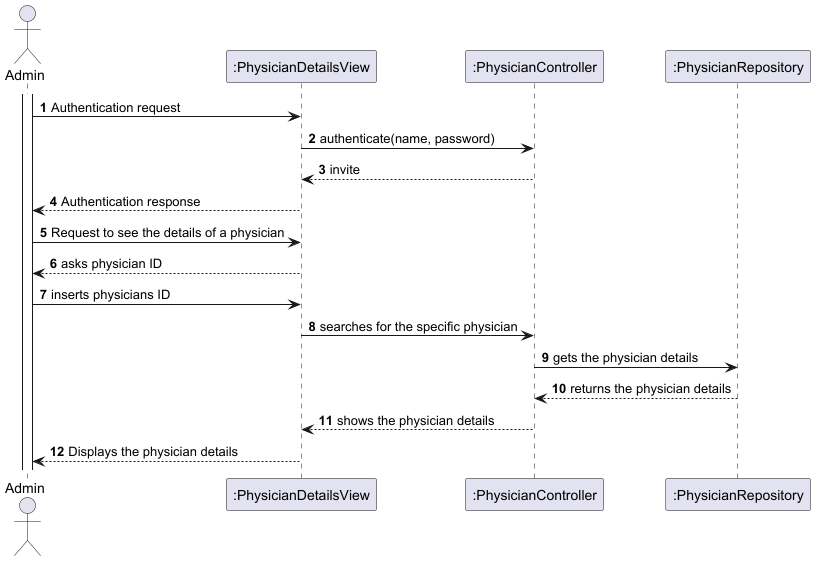 Admin
:PhysicianDetailsView
:PhysicianController
:PhysicianRepository
1 Authentication request
2 authenticate(name, password)
3 invite
4 Authentication response
5 Request to see the details of a physician
6 asks physician ID
7 inserts physicians ID
8 searches for the specific physician
9 gets the physician details
10 returns the physician details
11 shows the physician details
12 Displays the physician details
Admin
:PhysicianDetailsView
:PhysicianController
:PhysicianRepository